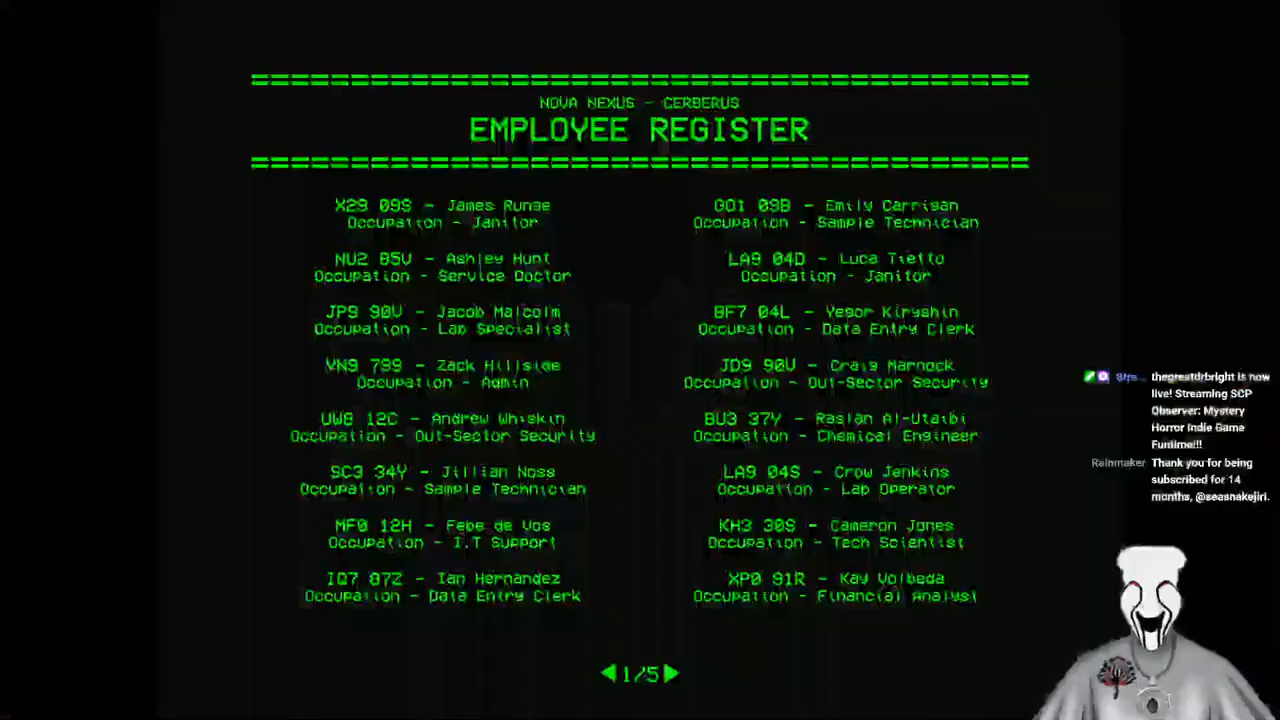 NOVA NEXUS - CERBERUS
EMPLOYEE REGISTER
X29 09S - James Runge
Occupation - Janitor
NU2 85V - Ashley Hunt
Occupation - Service Doctor
JP9 90U - Jacob Malcolm
Occupation - Lab Specialist
VN9 799 - Zack Hillside
Occupation - Admin
UW8 12C - Andrew Whiskin
Occupation - Out-Sector Security
SC3 34Y - Jillian Noss
Occupation - Sample Technician
MF0 12H - Febe de Vos
Occupation - I.T Support
IQ7 87Z - Ian Hernandez
Occupation - Data Entry Clerk
GO1 09B - Emily Carrigan
Occupation - Sample Technician
LA9 04D - Luca Tietto
Occupation - Janitor
BF7 04L - Yegor Kiryshin
Occupation - Data Entry Clerk
JD9 90U - Craig Marnock
Occupation - Out-Sector Security
BU3 37Y - Raslan Al-Utaibi
Occupation - Chemical Engineer
LA9 04S - Crow Jenkins
Occupation - Lab Operator
KH3 30S - Cameron Jones
Occupation - Tech Scientist
XP0 91R - Kay Volbeda
Occupation - Financial Analyst
1/5
thegreatdrbright is now
live! Streaming SCP
Observer: Mystery
Horror Indie Game
Funtime!!!
Rainmaker Thank you for being
subscribed for 14
months, @seasnakejiri.